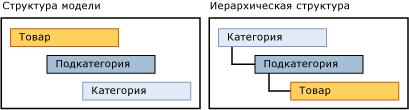 Структура модели
Товар
Подкатегория
Категория
Иерархическая структура
Категория
Подкатегория
Товар